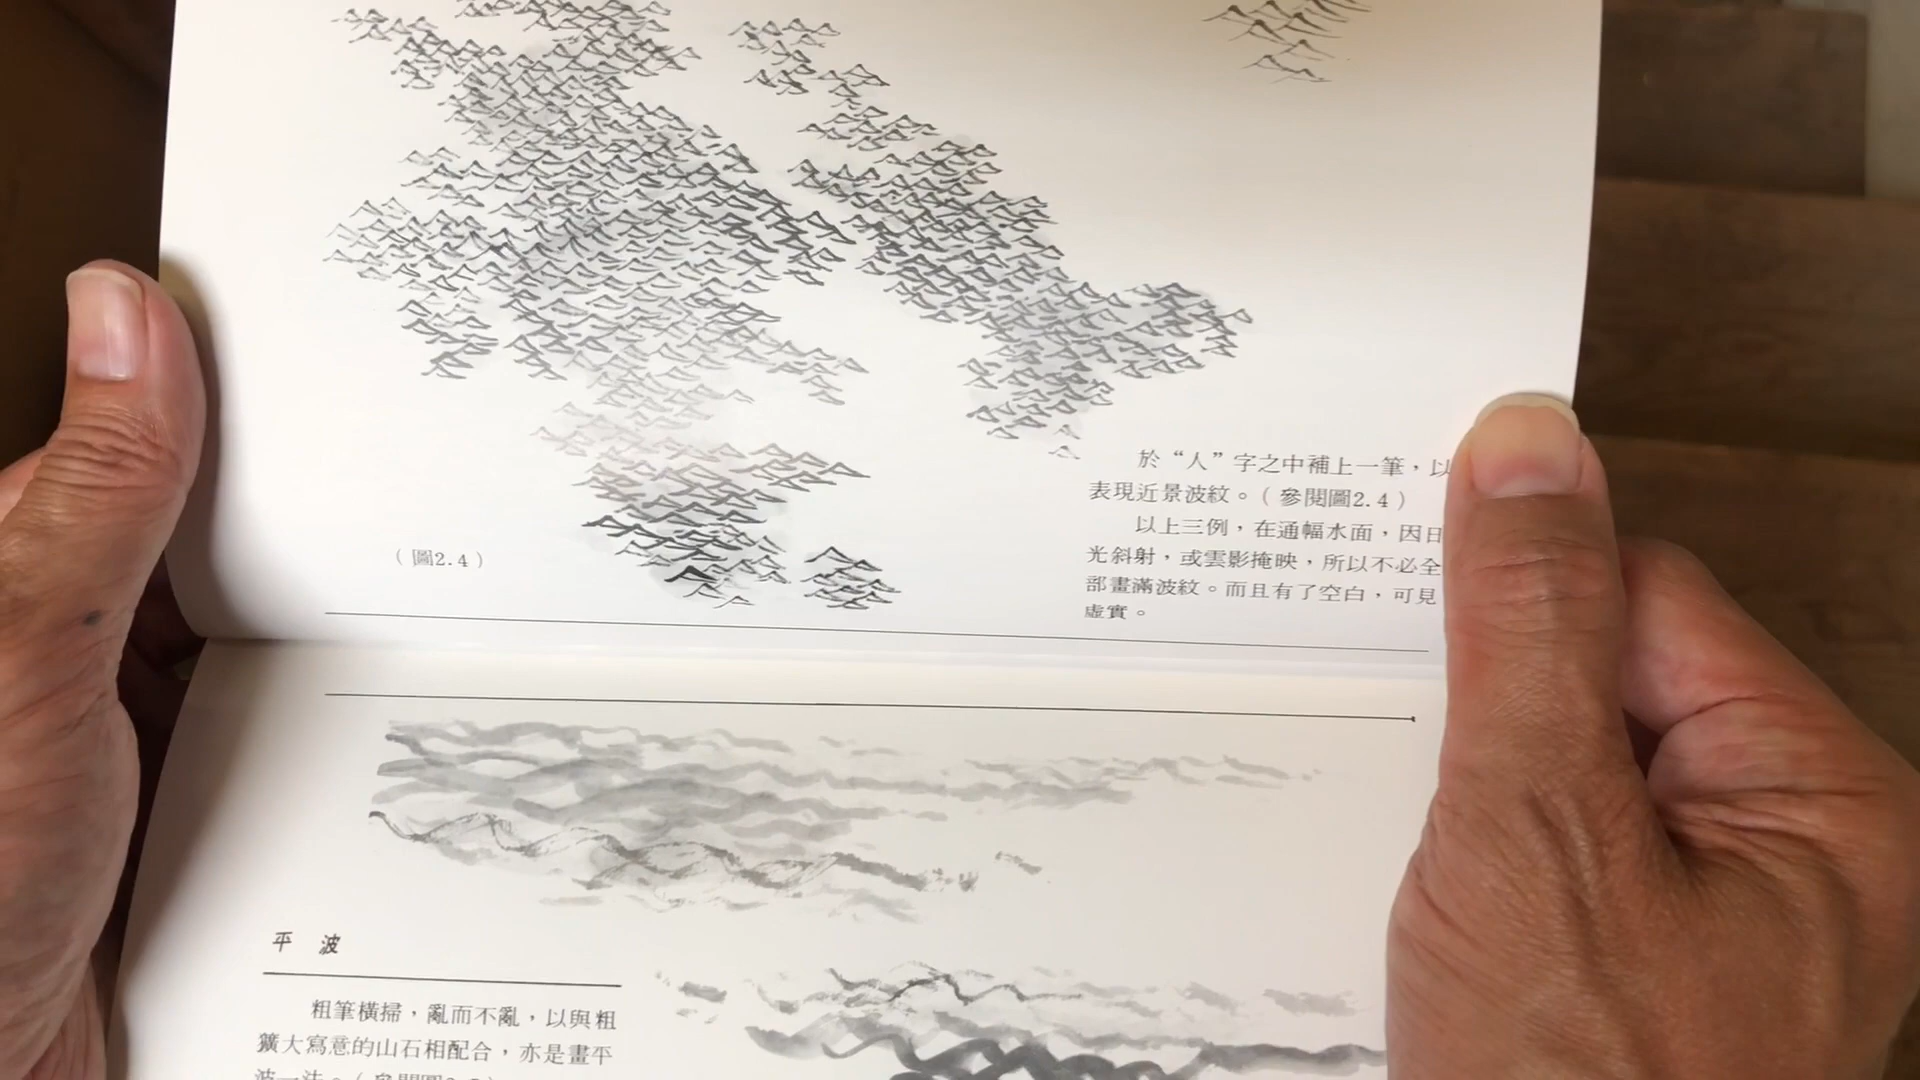 於“人”字之中補上一筆，以
表現近景波紋。（參閱圖2.4）
以上三例，在通幅水面，因日
光斜射，或雲影掩映，所以不必全
部畫滿波紋。而且有了空白，可見
虛實。
（圖2.4）
平 波
粗筆橫掃，亂而不亂，以與粗
獷大寫意的山石相配合，亦是畫平